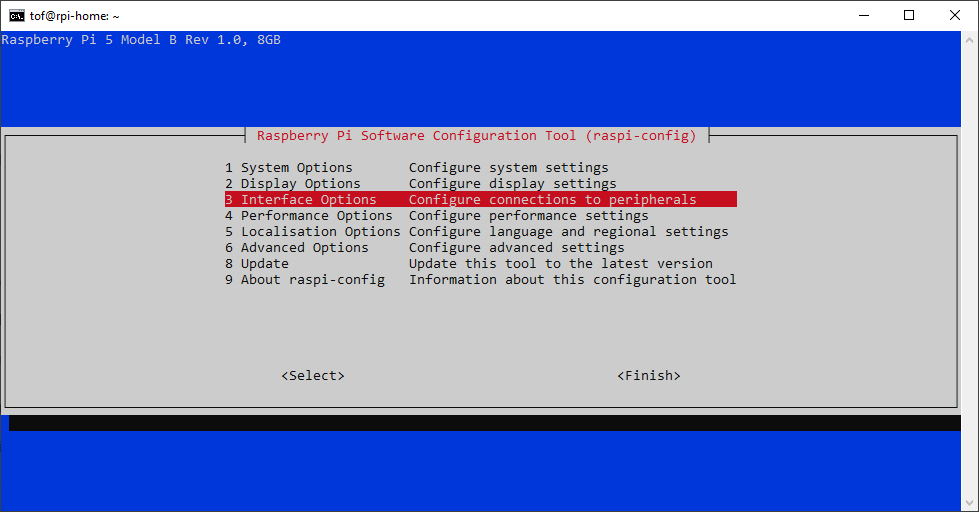 tof@rpi-home: ~
Raspberry Pi 5 Model B Rev 1.0, 8GB
Raspberry Pi Software Configuration Tool (raspi-config)
1 System Options Configure system settings
2 Display Options Configure display settings
3 Interface Options Configure connections to peripherals
4 Performance Options Configure performance settings
5 Localisation Options Configure language and regional settings
6 Advanced Options Configure advanced settings
8 Update Update this tool to the latest version
9 About raspi-config Information about this configuration tool
<Select> <Finish>